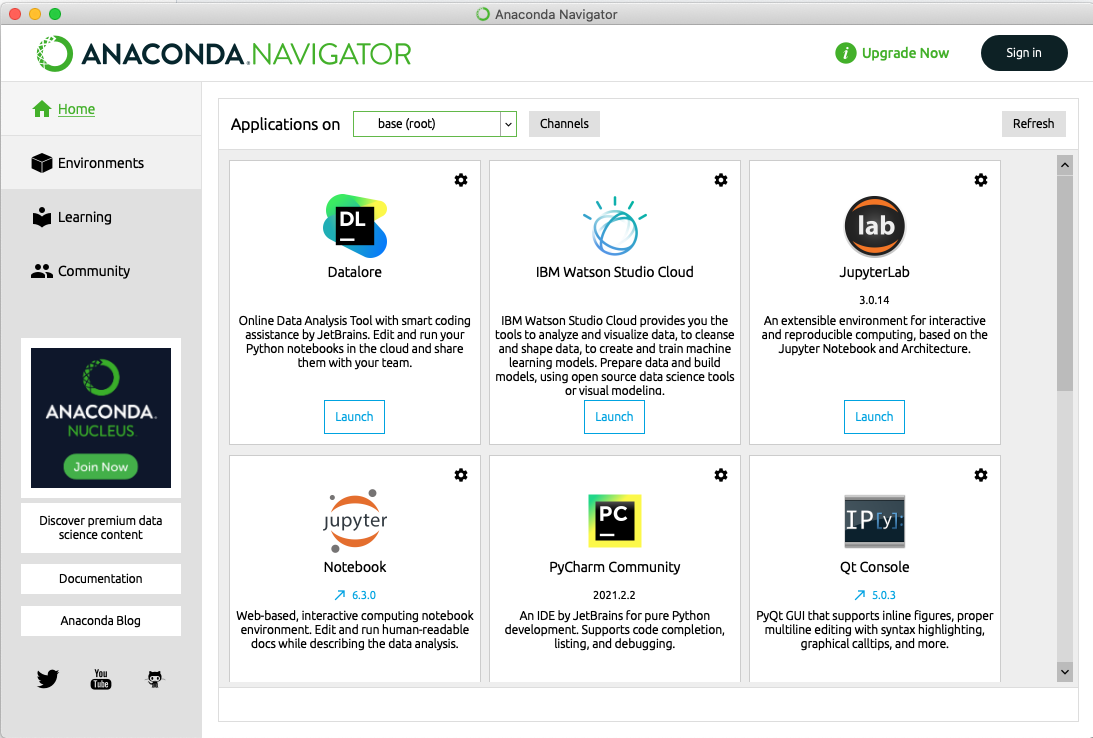 Anaconda Navigator
ANACONDA.NAVIGATOR
i Upgrade Now
Sign in
Home
Environments
Learning
Community
ANACONDA.
NUCLEUS
Join Now
Discover premium data
science content
Documentation
Anaconda Blog
You
Tube
Applications on
base (root)
Channels
Refresh
DL
Datalore
Online Data Analysis Tool with smart coding
assistance by JetBrains. Edit and run your
Python notebooks in the cloud and share
them with your team.
Launch
IBM Watson Studio Cloud
IBM Watson Studio Cloud provides you the
tools to analyze and visualize data, to cleanse
and shape data, to create and train machine
learning models. Prepare data and build
models, using open source data science tools
or visual modeling.
Launch
lab
JupyterLab
3.0.14
An extensible environment for interactive
and reproducible computing, based on the
Jupyter Notebook and Architecture.
Launch
jupyter
Notebook
6.3.0
Web-based, interactive computing notebook
environment. Edit and run human-readable
docs while describing the data analysis.
PC
PyCharm Community
2021.2.2
An IDE by JetBrains for pure Python
development. Supports code completion,
listing, and debugging.
IP[y]:
Qt Console
5.0.3
PyQt GUI that supports inline figures, proper
multiline editing with syntax highlighting,
graphical calltips, and more.